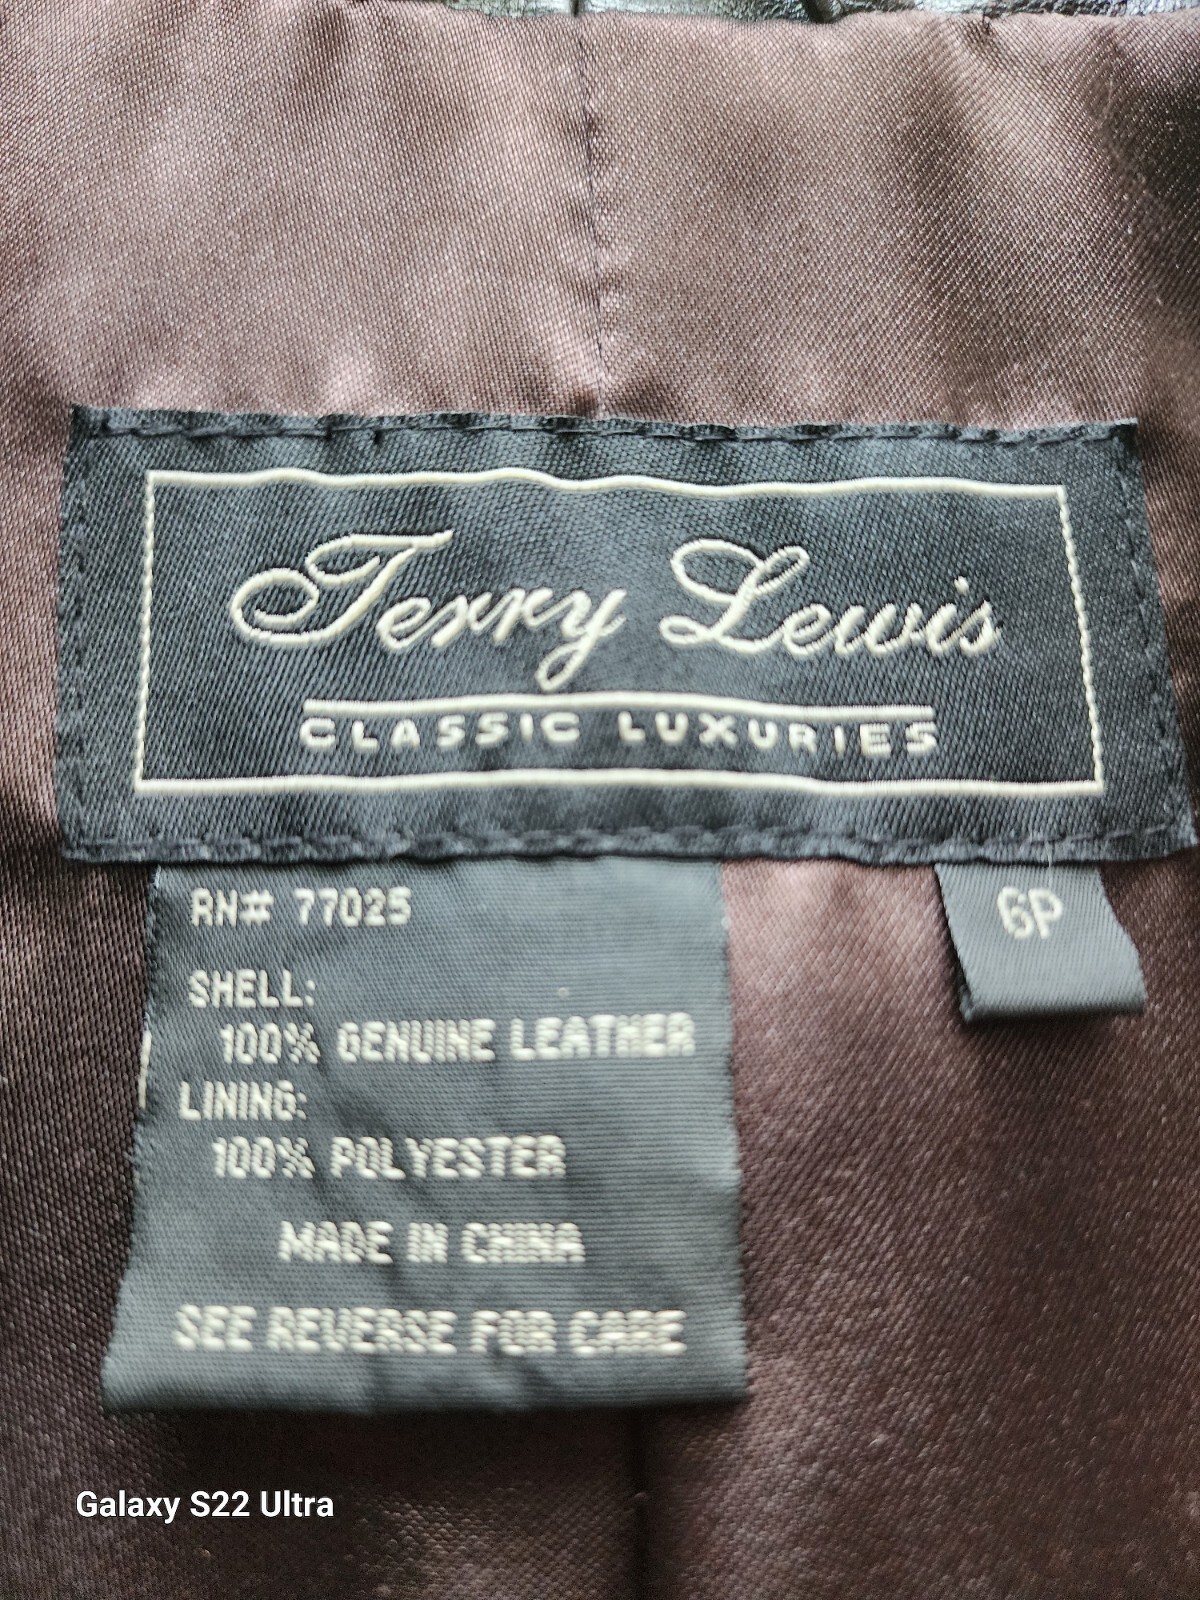 Terry Lewis
CLASSIC LUXURIES
RN# 77025
6P
SHELL:
100% GENUINE LEATHER
LINING:
100% POLYESTER
MADE IN CHINA
SEE REVERSE FOR CARE
Galaxy S22 Ultra